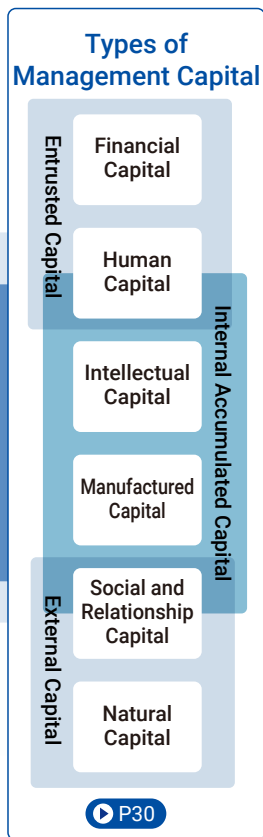 Types of
Management Capital
Entrusted Capital
Financial
Capital
Human
Capital
Internal Accumulated Capital
Intellectual
Capital
Manufactured
Capital
External Capital
Social and
Relationship
Capital
Natural
Capital
P30